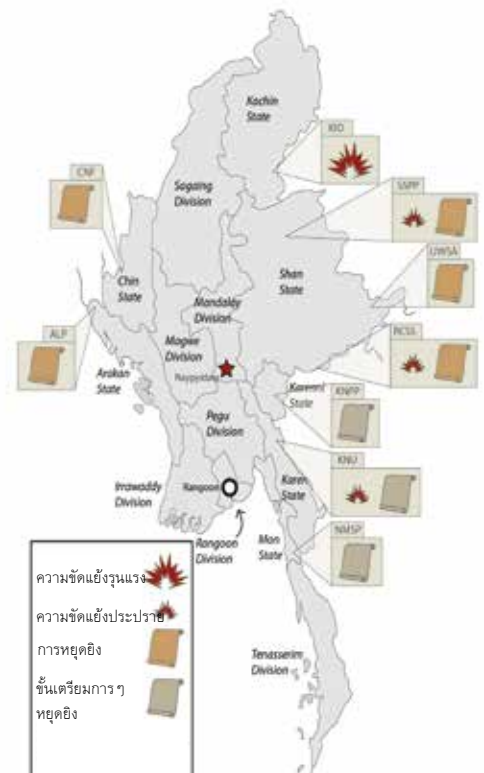 Kachin
State
KIO
CNF
Sagaing
Division
SSPP
UWSA
Shan
State
Chin
State
Mandalay
Division
ALP
Magwe
Division
RCSS
Arakan
State
Naypyidaw
Karenni
State
KNPP
Pegu
Division
KNU
Irrawaddy
Division
Rangoon
Karen
State
Rangoon
Division
Mon
State
NMSP
Tenasserim
Division
ความขัดแย้งรุนแรง
ความขัดแย้งประปราย
การหยุดยิง
ขั้นเตรียมการ ๆ
หยุดยิง